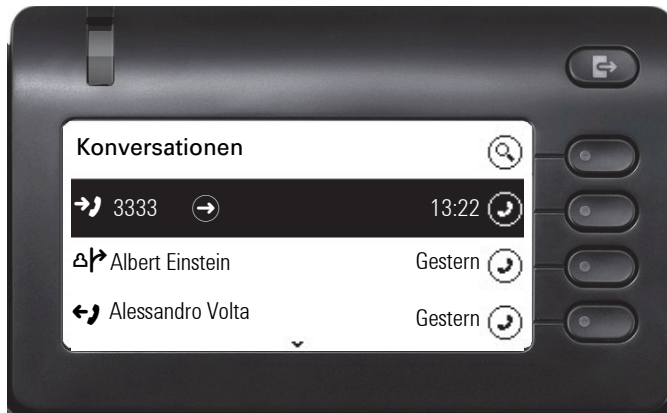 Konversationen
3333 13:22
Albert Einstein Gestern
Alessandro Volta Gestern